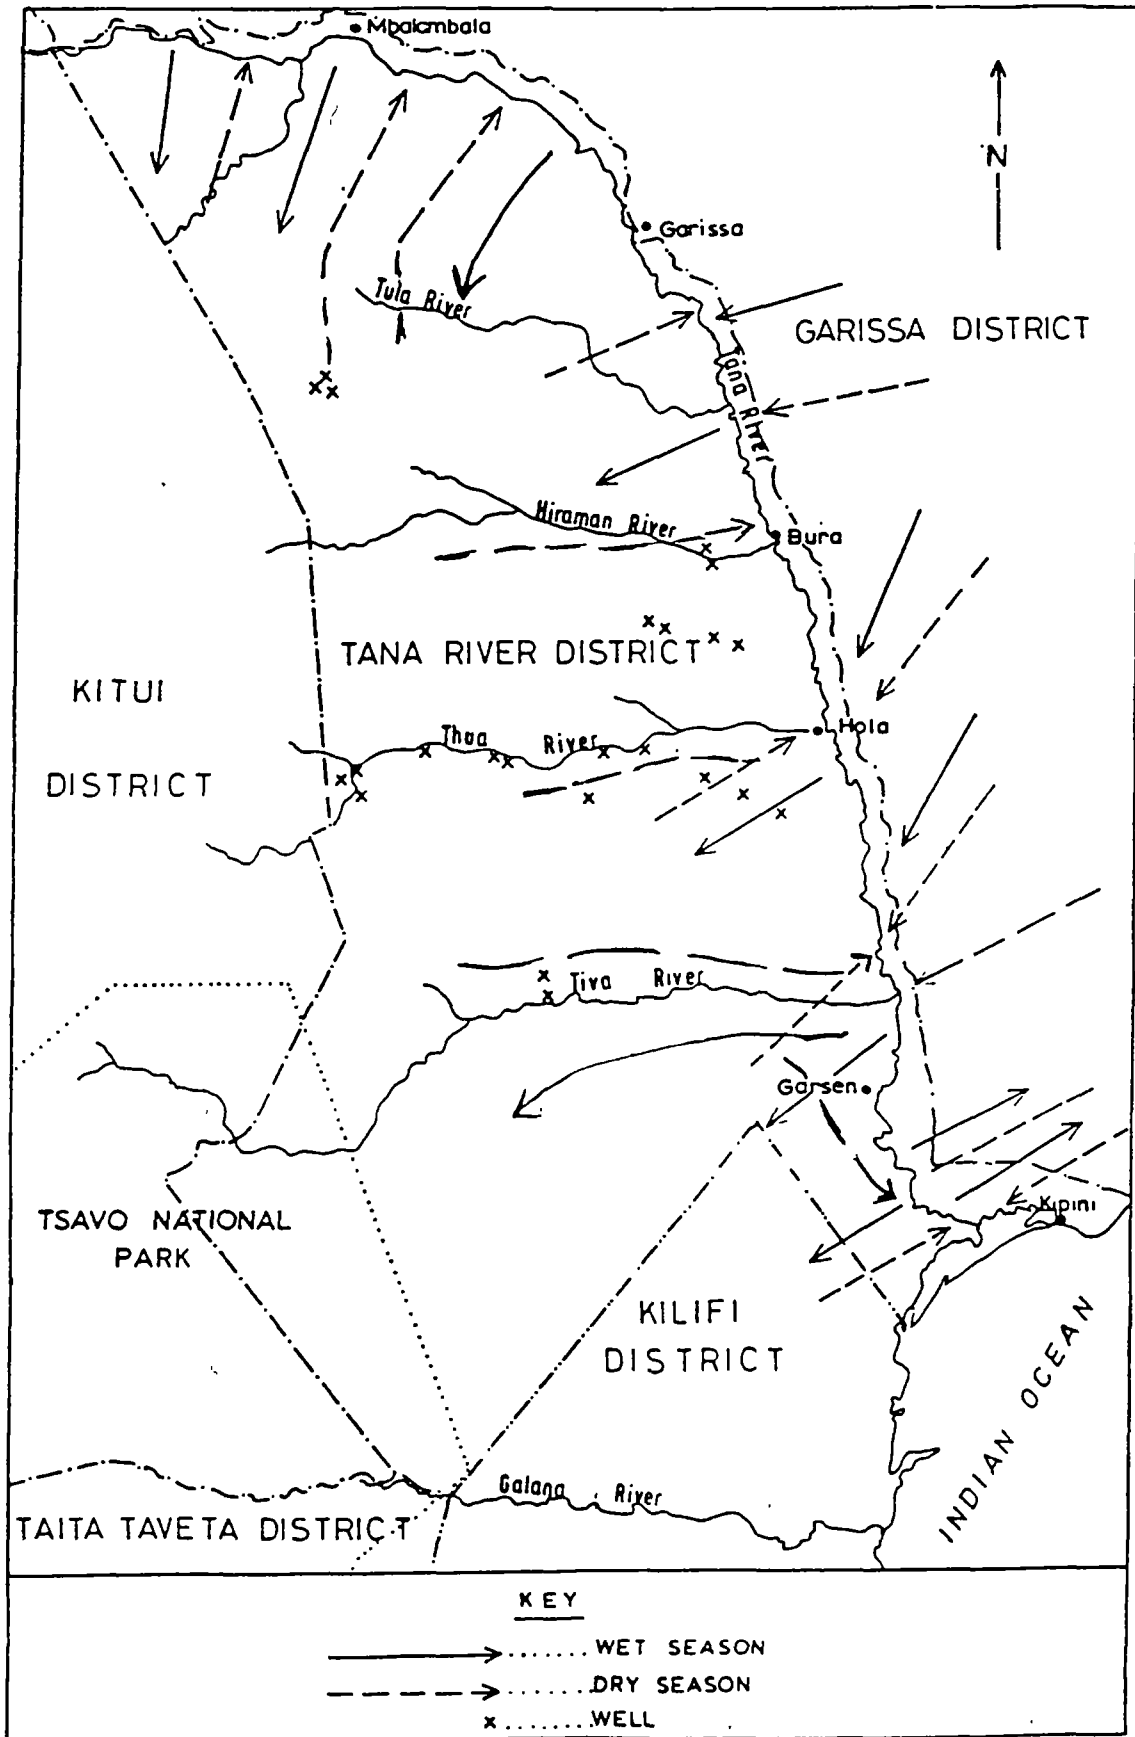 Mbalambala
N
Garissa
Tula River
GARISSA DISTRICT
Tana River
Hiraman River
Bura
TANA RIVER DISTRICT
KITUI
DISTRICT
Thaa River
Hola
Tiva River
Garsen
TSAVO NATIONAL
PARK
Kipini
KILIFI
DISTRICT
INDIAN OCEAN
Galana River
TAITA TAVETA DISTRICT
KEY
WET SEASON
DRY SEASON
x ........ WELL